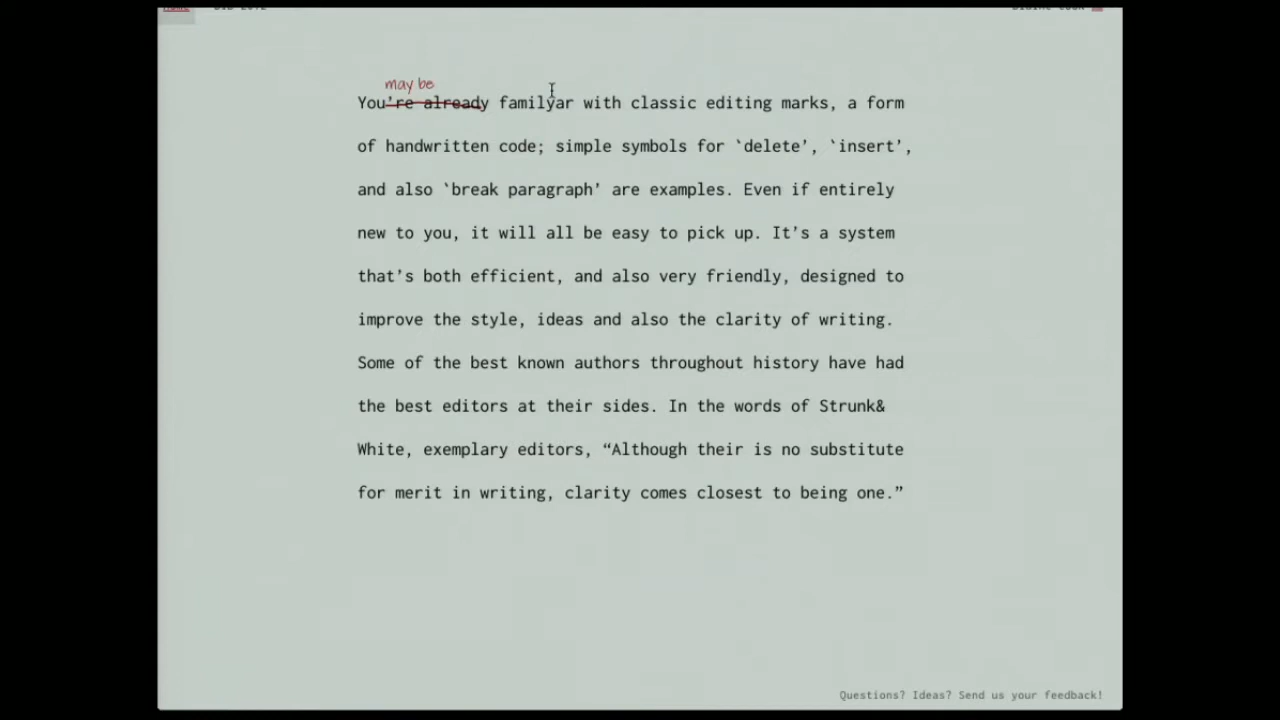 may be
You're already familyar with classic editing marks, a form
of handwritten code; simple symbols for `delete’, `insert’,
and also `break paragraph’ are examples. Even if entirely
new to you, it will all be easy to pick up. It’s a system
that’s both efficient, and also very friendly, designed to
improve the style, ideas and also the clarity of writing.
Some of the best known authors throughout history have had
the best editors at their sides. In the words of Strunk&
White, exemplary editors, “Although their is no substitute
for merit in writing, clarity comes closest to being one.”
Questions? Ideas? Send us your feedback!